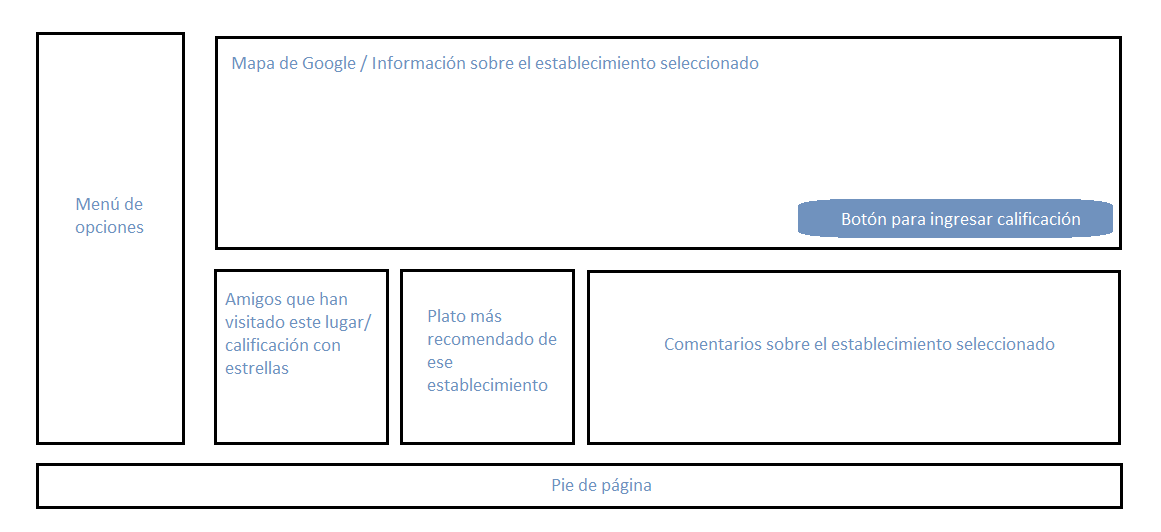 Mapa de Google / Información sobre el establecimiento seleccionado
Menú de
opciones
Botón para ingresar calificación
Amigos que han
visitado este lugar/
calificación con
estrellas
Plato más
recomendado de
ese
establecimiento
Comentarios sobre el establecimiento seleccionado
Pie de página